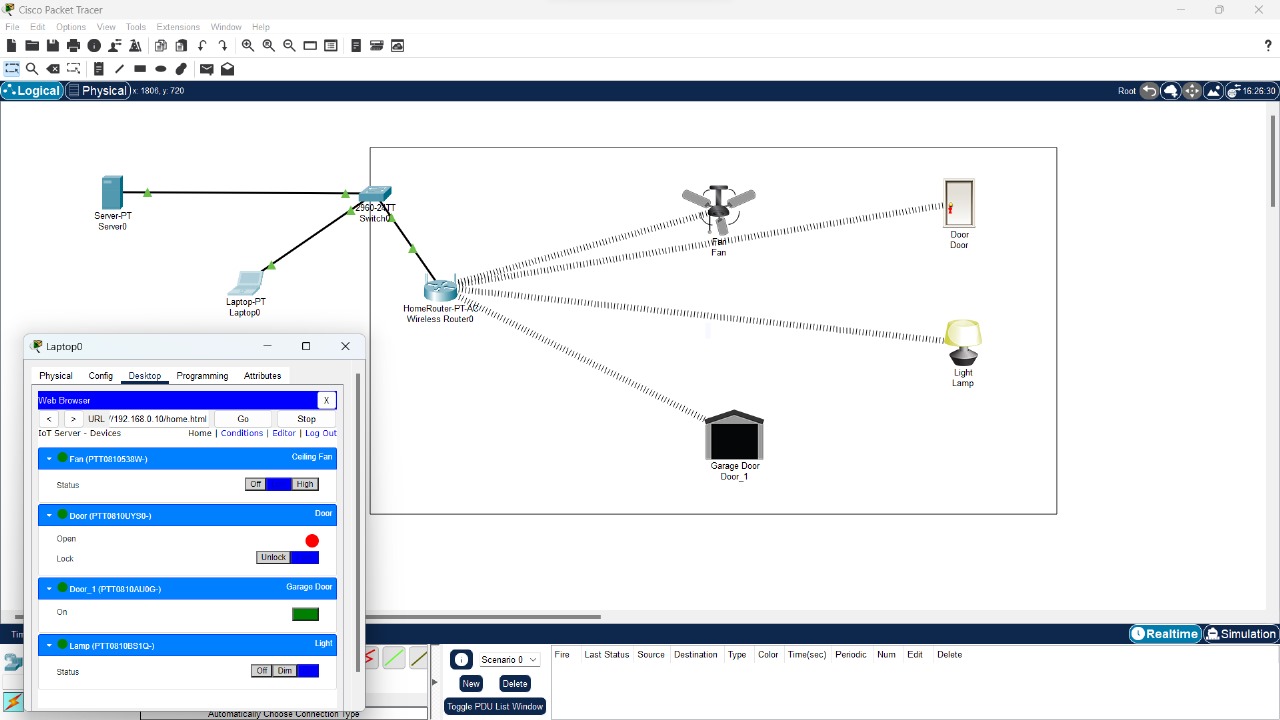 Cisco Packet Tracer
File Edit Options View Tools Extensions Window Help
?
Logical Physical x: 1806, y: 720 Root 16:26:30
Server-PT
Server0
2960-24TT
Switch0
Laptop-PT
Laptop0
HomeRouter-PT-AC
Wireless Router0
Fan
Fan
Door
Door
Light
Lamp
Garage Door
Door_1
Laptop0
Physical Config Desktop Programming Attributes
Web Browser X
< > URL //192.168.0.10/home.html Go Stop
IoT Server - Devices Home | Conditions | Editor | Log Out
Fan (PTT0810538W-) Ceiling Fan
Status Off High
Door (PTT0810UYS0-) Door
Open
Lock Unlock
Door_1 (PTT0810AU0G-) Garage Door
On
Lamp (PTT0810BS1Q-) Light
Status Off Dim
Tim
Realtime Simulation
Scenario 0
New Delete
Toggle PDU List Window
Fire Last Status Source Destination Type Color Time(sec) Periodic Num Edit Delete
Automatically Choose Connection Type